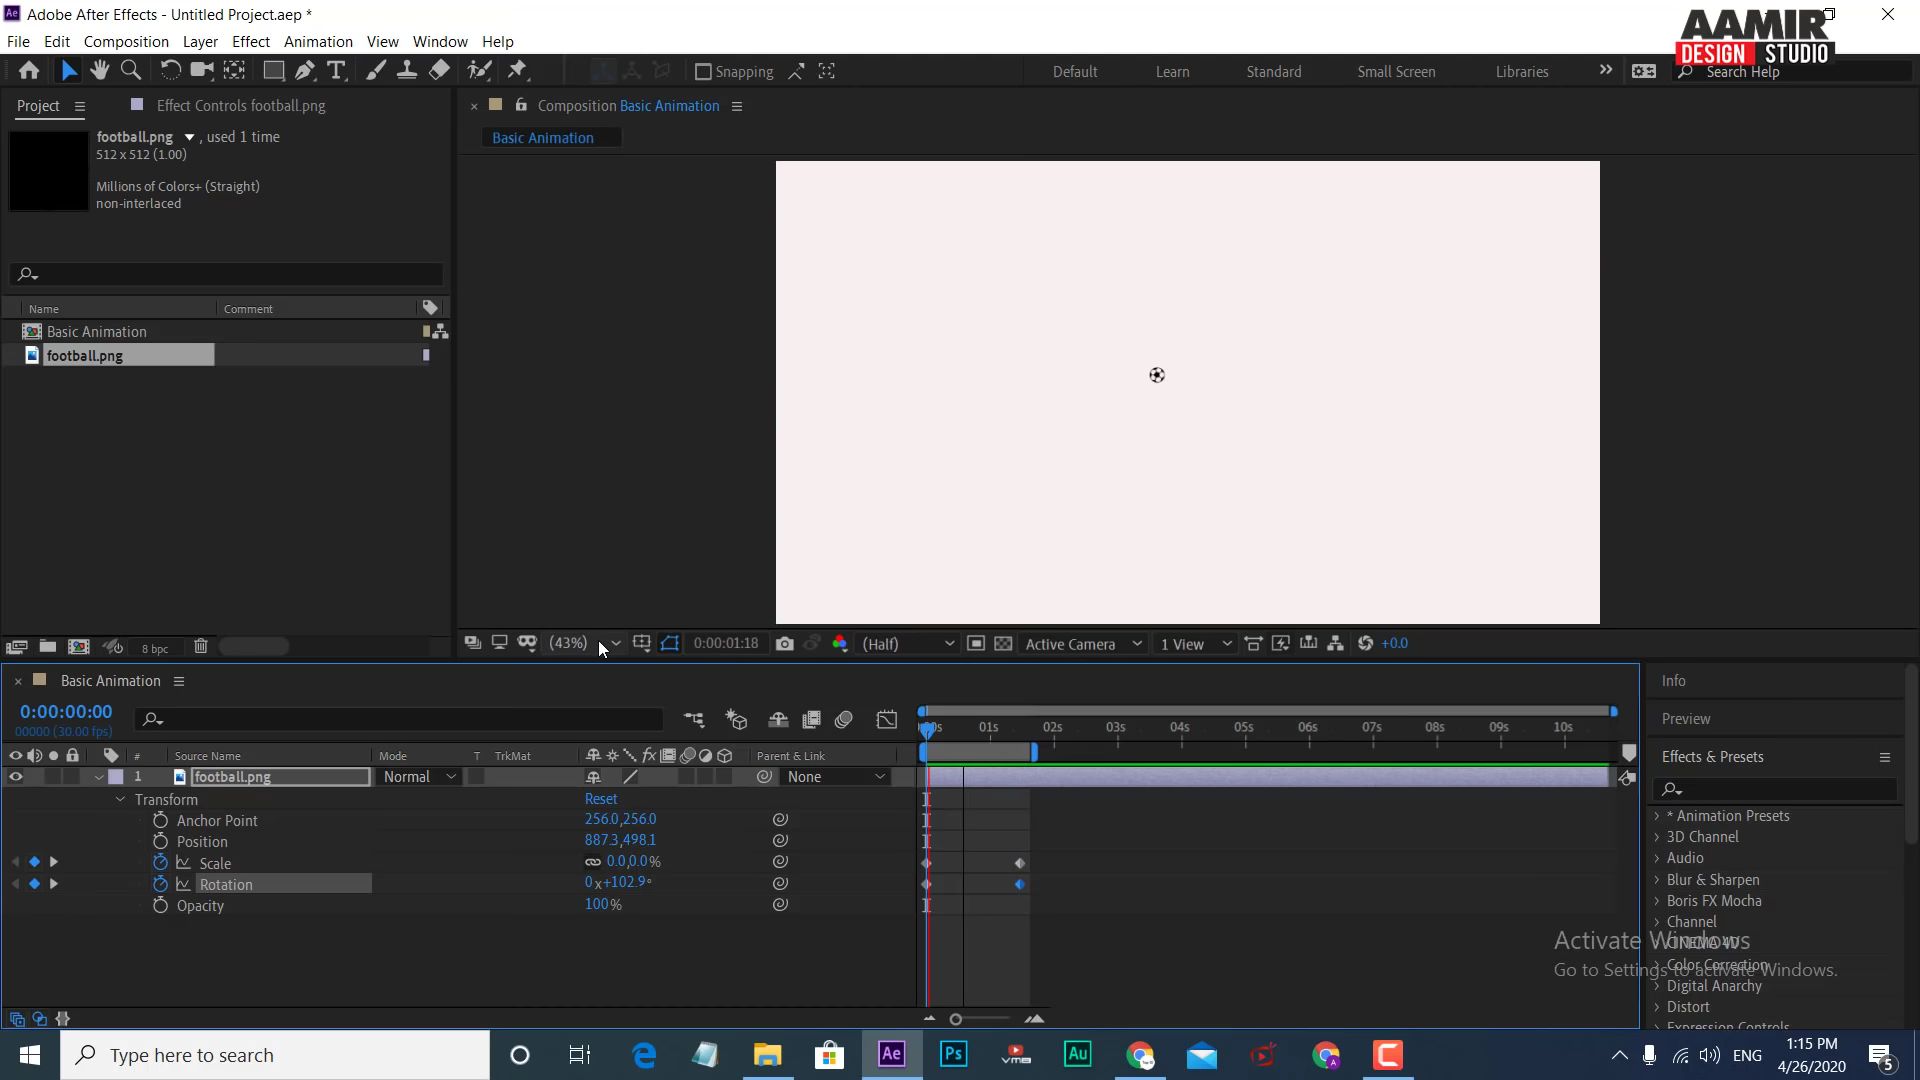 Adobe After Effects - Untitled Project.aep *
AAMIR
DESIGN STUDIO
File Edit Composition Layer Effect Animation View Window Help
Snapping Default Learn Standard Small Screen Libraries Search Help
Project Effect Controls football.png
Composition Basic Animation
football.png , used 1 time
512 x 512 (1.00)
Millions of Colors+ (Straight)
non-interlaced
Basic Animation
Name Comment
Basic Animation
football.png
8 bpc
(43%) 0:00:01:18 (Half) Active Camera 1 View +0.0
Basic Animation
0:00:00:00
00000 (30.00 fps)
01s 02s 03s 04s 05s 06s 07s 08s 09s 10s
# Source Name Mode T TrkMat Parent & Link
1 football.png Normal None
Transform Reset
Anchor Point 256.0,256.0
Position 887.3,498.1
Scale 0.0,0.0%
Rotation 0x+102.9°
Opacity 100%
Info
Preview
Effects & Presets
* Animation Presets
3D Channel
Audio
Blur & Sharpen
Boris FX Mocha
Channel
CINEMA 4D
Color Correction
Digital Anarchy
Distort
Expression Controls
Activate Windows
Go to Settings to activate Windows.
Type here to search
Ae Ps VMB Au
ENG
1:15 PM
4/26/2020
5